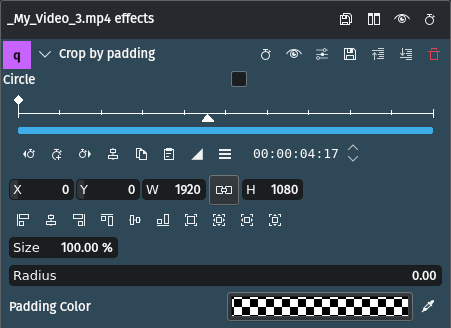 _My_Video_3.mp4 effects
q Crop by padding
Circle
00:00:04:17
X 0 Y 0 W 1920 H 1080
Size 100.00 %
Radius 0.00
Padding Color